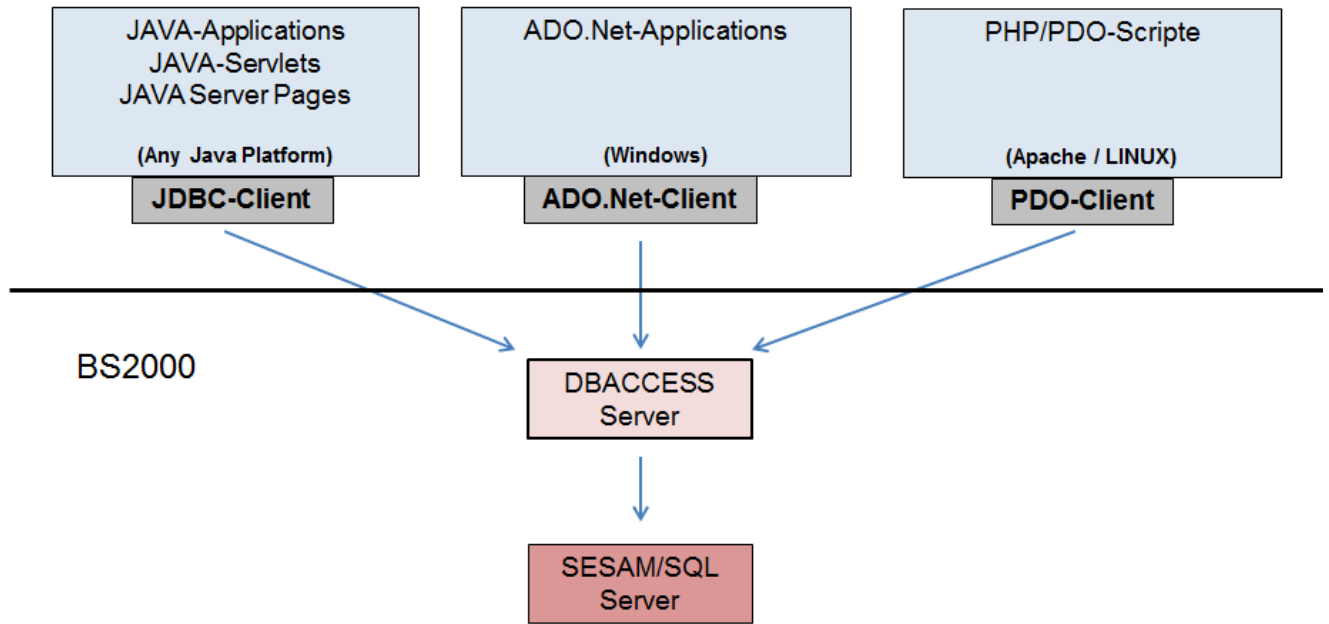 JAVA-Applications
JAVA-Servlets
JAVA Server Pages
(Any Java Platform)
JDBC-Client
ADO.Net-Applications
(Windows)
ADO.Net-Client
PHP/PDO-Scripte
(Apache / LINUX)
PDO-Client
BS2000
DBACCESS
Server
SESAM/SQL
Server